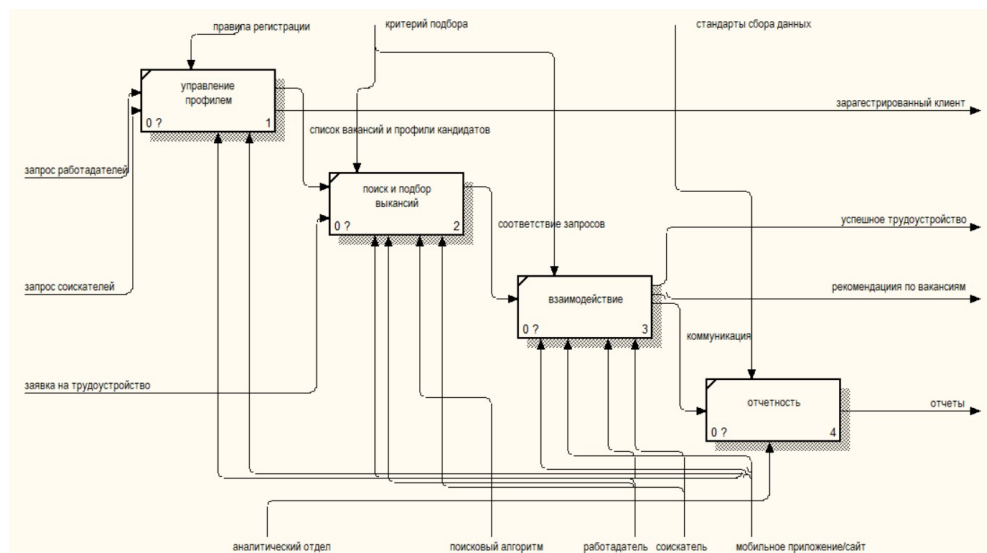 правила регистрации
критерий подбора
стандарты сбора данных
управление
профилем
0 ?
1
зарагестрированный клиент
список вакансий и профили кандидатов
запрос работадателей
поиск и подбор
выкансий
0 ?
2
успешное трудоустройство
соответствие запросов
запрос соискателей
взаимодействие
0 ?
3
рекомендациия по вакансиям
коммуникация
заявка на трудоустройство
отчетность
0 ?
4
отчеты
аналитический отдел
поисковый алгоритм
работадатель
соискатель
мобильное приложение/сайт